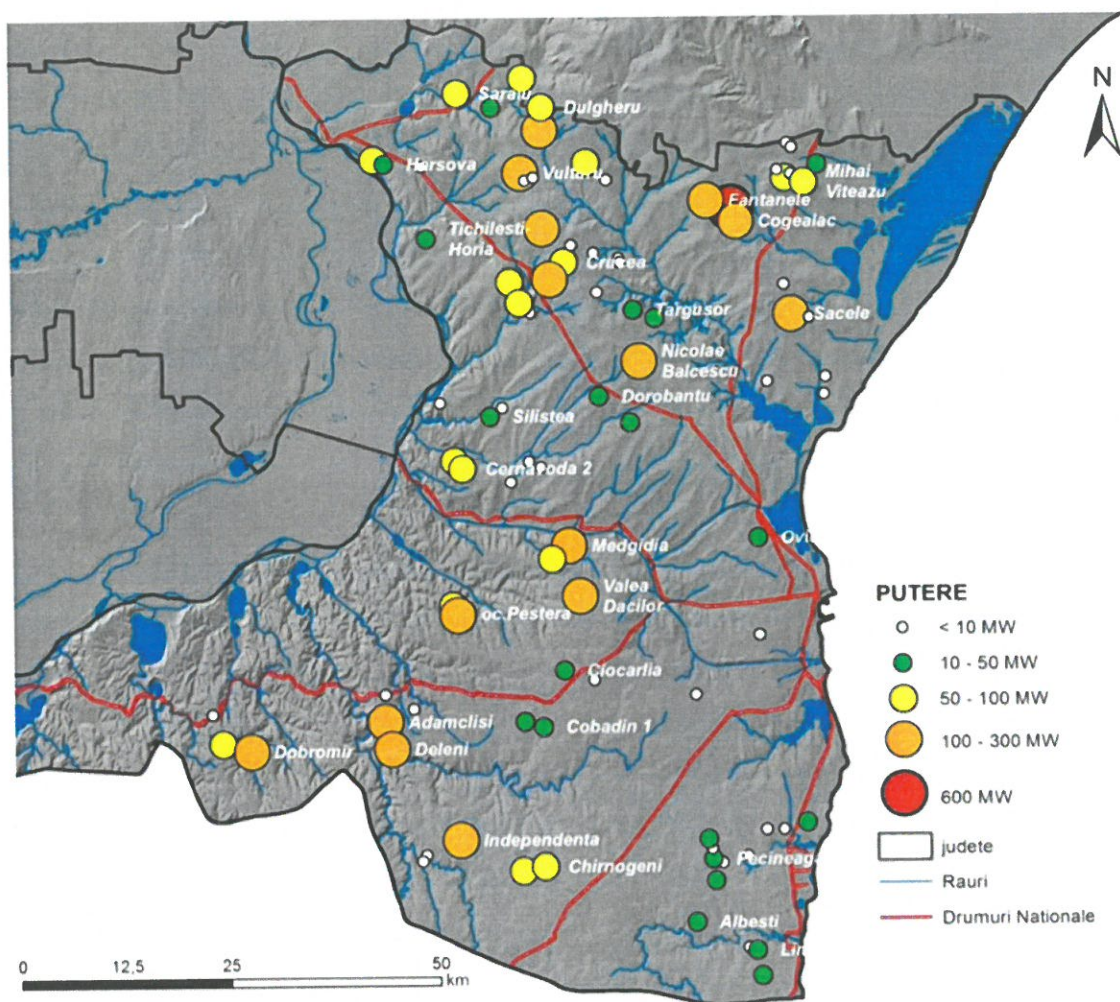 N
Saraiu
Dulgheru
Harsova
Vulturu
Mihai
Viteazu
Fantanele
Cogealac
Tichilesti-
Horia
Crucea
Targusor
Sacele
Nicolae
Balcescu
Dorobantu
Silistea
Cernavoda 2
Ovi
Medgidia
Valea
Dacilor
oc.Pestera
Ciocarlia
Adamclisi
Cobadin 1
Dobromir
Deleni
Independenta
Chirnogeni
Pecineaga
Albesti
Lim
PUTERE
< 10 MW
10 - 50 MW
50 - 100 MW
100 - 300 MW
600 MW
judete
Rauri
Drumuri Nationale
0 12,5 25 50
km